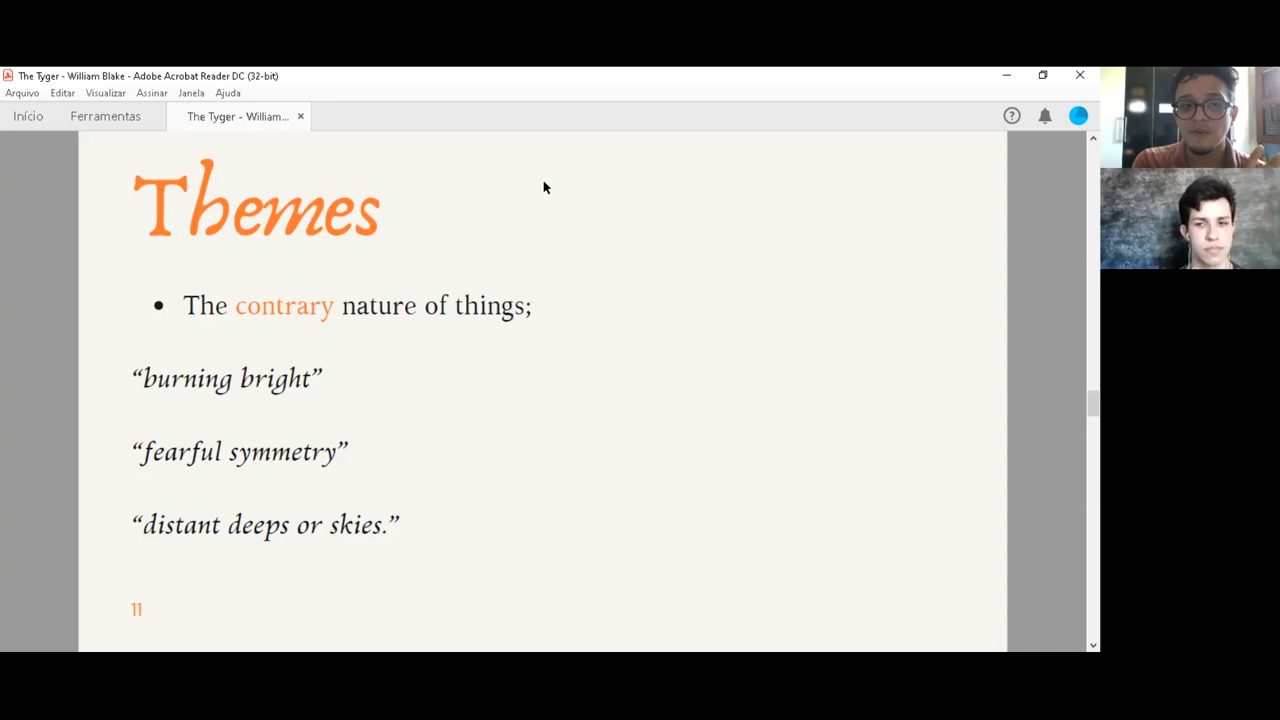 The Tyger - William Blake - Adobe Acrobat Reader DC (32-bit)
Arquivo Editar Visualizar Assinar Janela Ajuda
Início Ferramentas The Tyger - William...
Themes
• The contrary nature of things;
“burning bright”
“fearful symmetry”
“distant deeps or skies.”
11